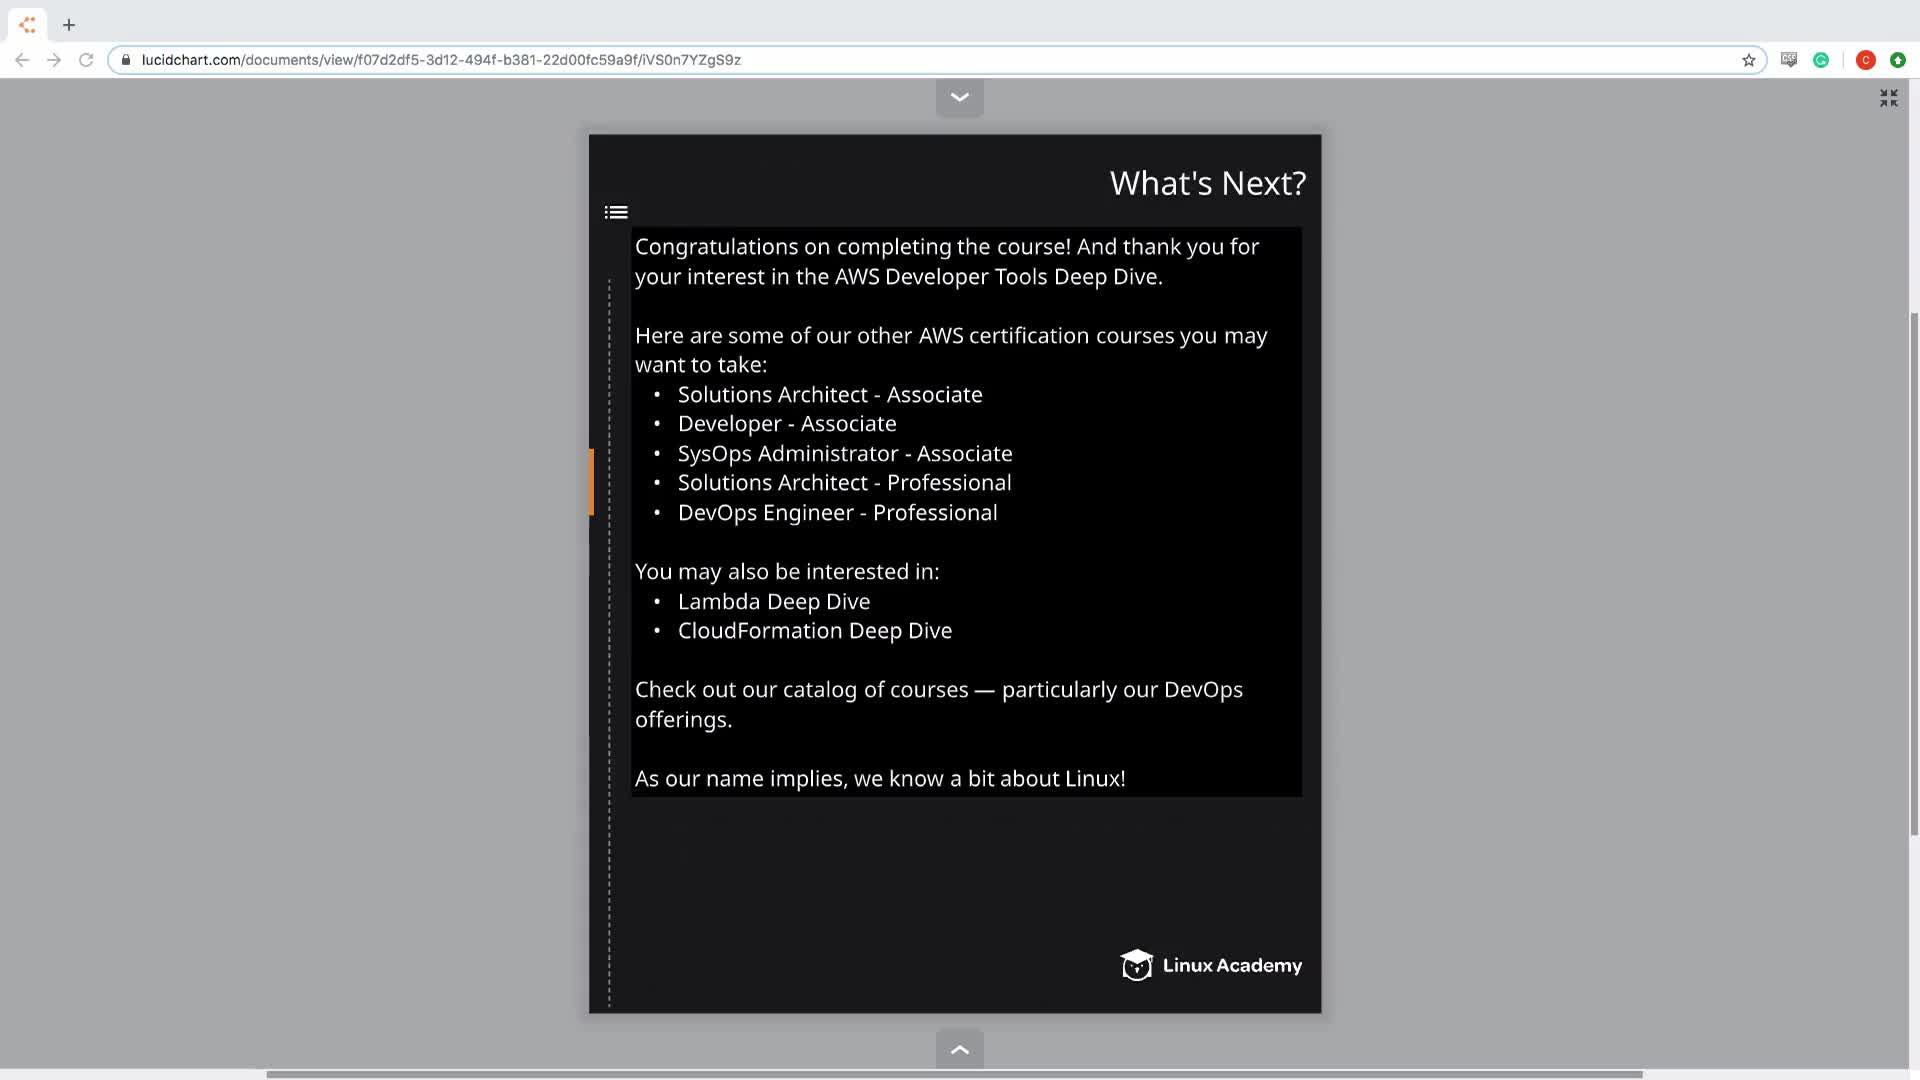 lucidchart.com/documents/view/f07d2df5-3d12-494f-b381-22d00fc59a9f/iVS0n7YZgS9z
C
What's Next?
Congratulations on completing the course! And thank you for
your interest in the AWS Developer Tools Deep Dive.
Here are some of our other AWS certification courses you may
want to take:
• Solutions Architect - Associate
• Developer - Associate
• SysOps Administrator - Associate
• Solutions Architect - Professional
• DevOps Engineer - Professional
You may also be interested in:
• Lambda Deep Dive
• CloudFormation Deep Dive
Check out our catalog of courses — particularly our DevOps
offerings.
As our name implies, we know a bit about Linux!
Linux Academy